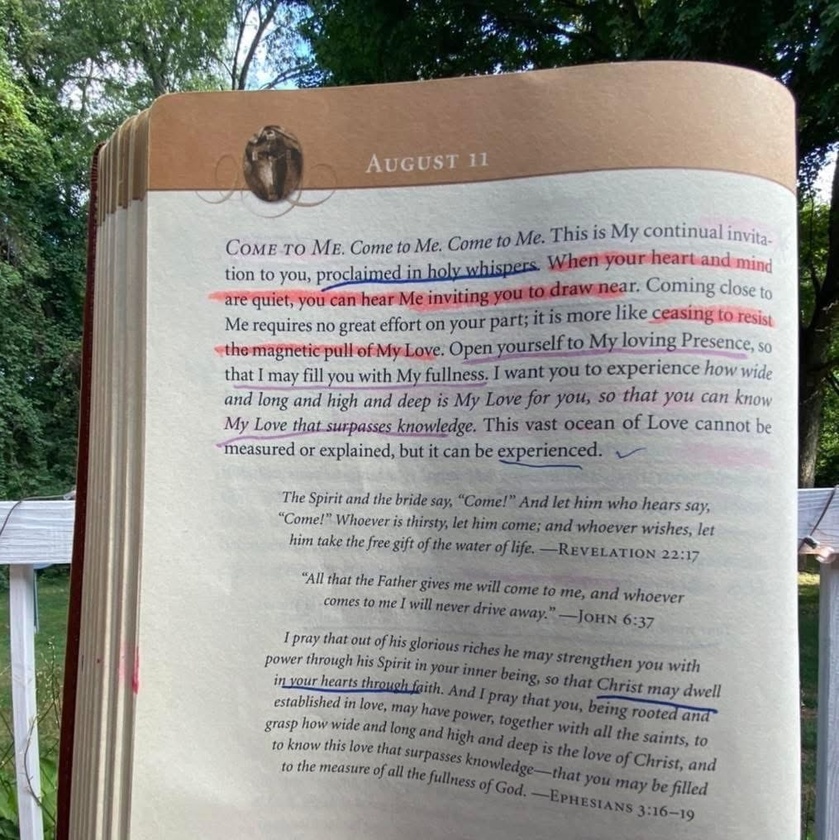 AUGUST 11
COME TO ME. Come to Me. Come to Me. This is My continual invita-
tion to you, proclaimed in holy whispers. When your heart and mind
are quiet, you can hear Me inviting you to draw near. Coming close to
Me requires no great effort on your part; it is more like ceasing to resist
the magnetic pull of My Love. Open yourself to My loving Presence, so
that I may fill you with My fullness. I want you to experience how wide
and long and high and deep is My Love for you, so that you can know
My Love that surpasses knowledge. This vast ocean of Love cannot be
measured or explained, but it can be experienced.
The Spirit and the bride say, “Come!” And let him who hears say,
“Come!” Whoever is thirsty, let him come; and whoever wishes, let
him take the free gift of the water of life. —REVELATION 22:17
“All that the Father gives me will come to me, and whoever
comes to me I will never drive away.” —JOHN 6:37
I pray that out of his glorious riches he may strengthen you with
power through his Spirit in your inner being, so that Christ may dwell
in your hearts through faith. And I pray that you, being rooted and
established in love, may have power, together with all the saints, to
grasp how wide and long and high and deep is the love of Christ, and
to know this love that surpasses knowledge—that you may be filled
to the measure of all the fullness of God. —EPHESIANS 3:16–19